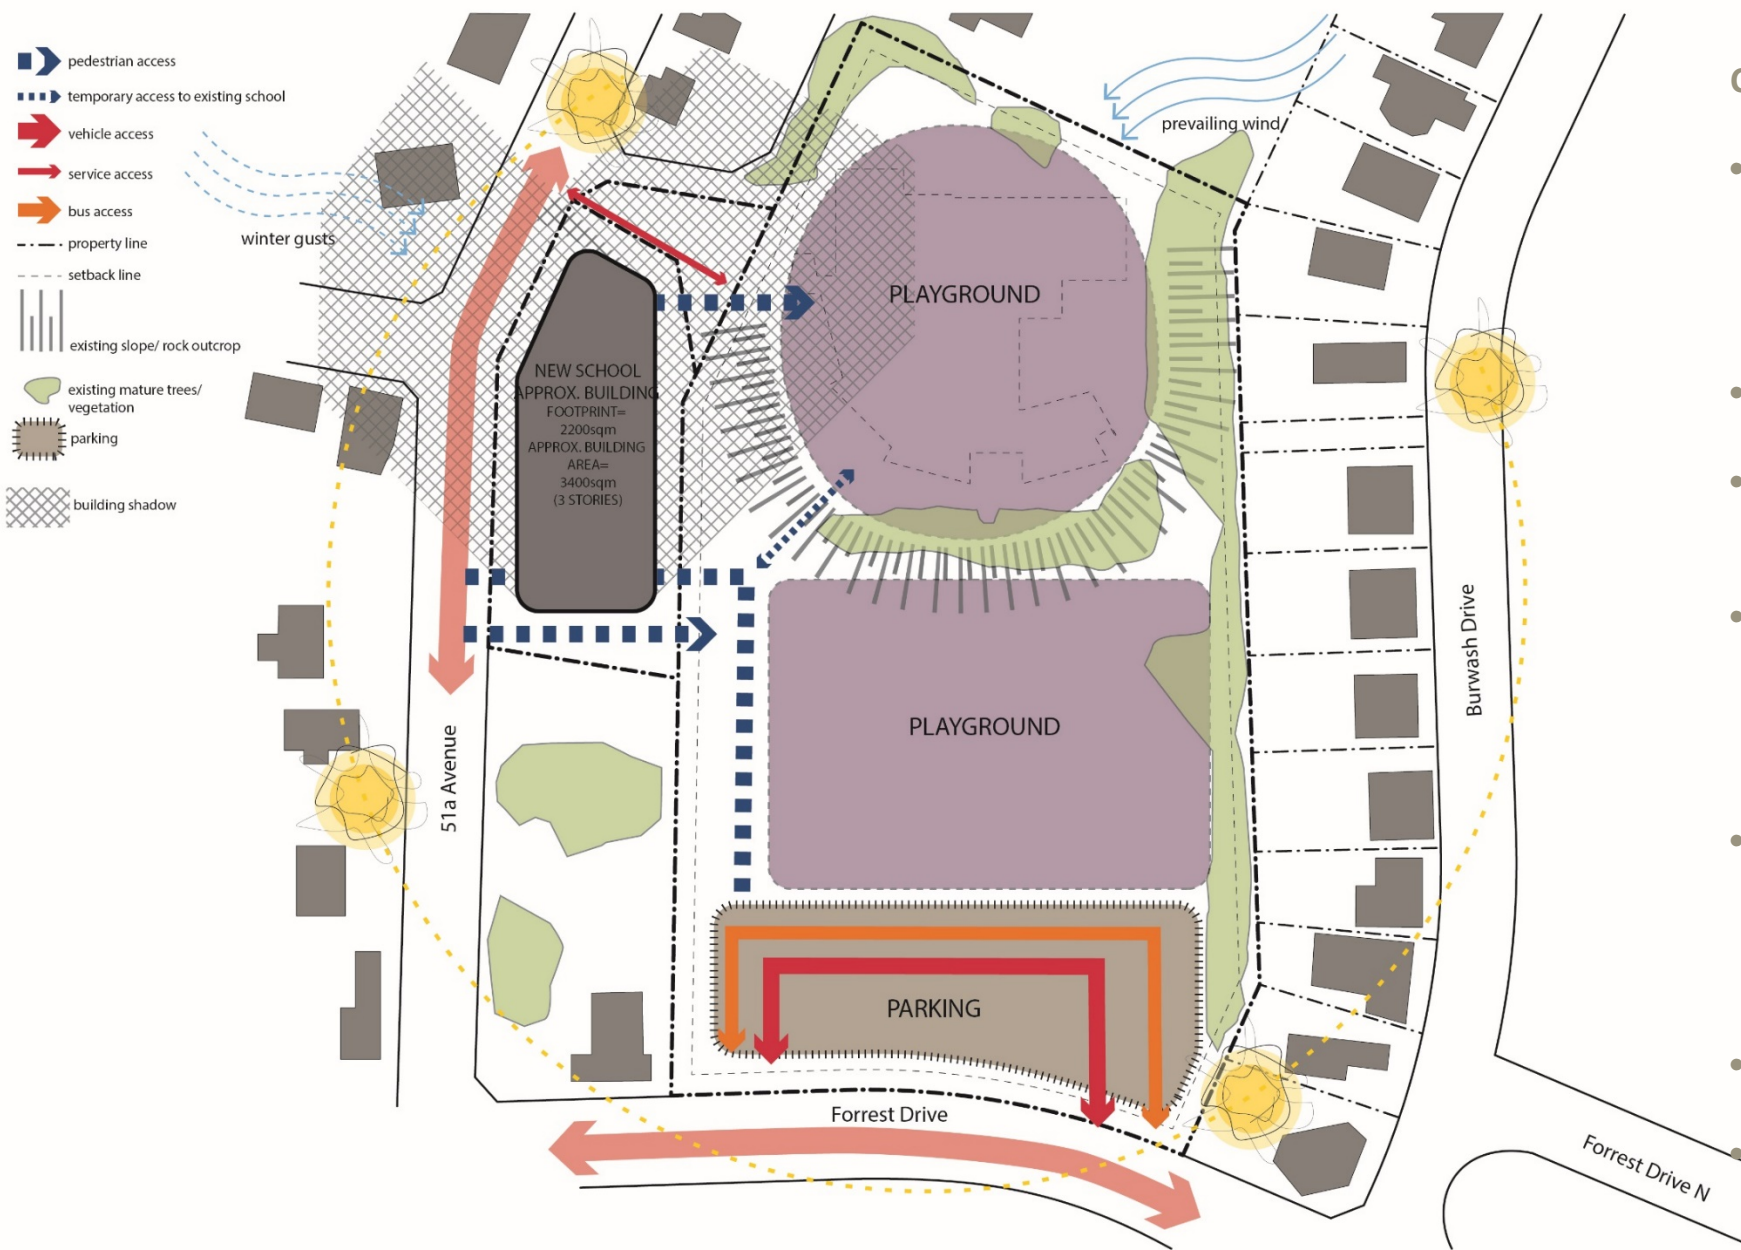 pedestrian access
temporary access to existing school
vehicle access
service access
bus access
property line
setback line
existing slope/ rock outcrop
existing mature trees/
vegetation
parking
building shadow
winter gusts
prevailing wind
PLAYGROUND
NEW SCHOOL
APPROX. BUILDING
FOOTPRINT=
2200sqm
APPROX. BUILDING
AREA=
3400sqm
(3 STORIES)
PLAYGROUND
51a Avenue
Burwash Drive
PARKING
Forrest Drive
Forrest Drive N